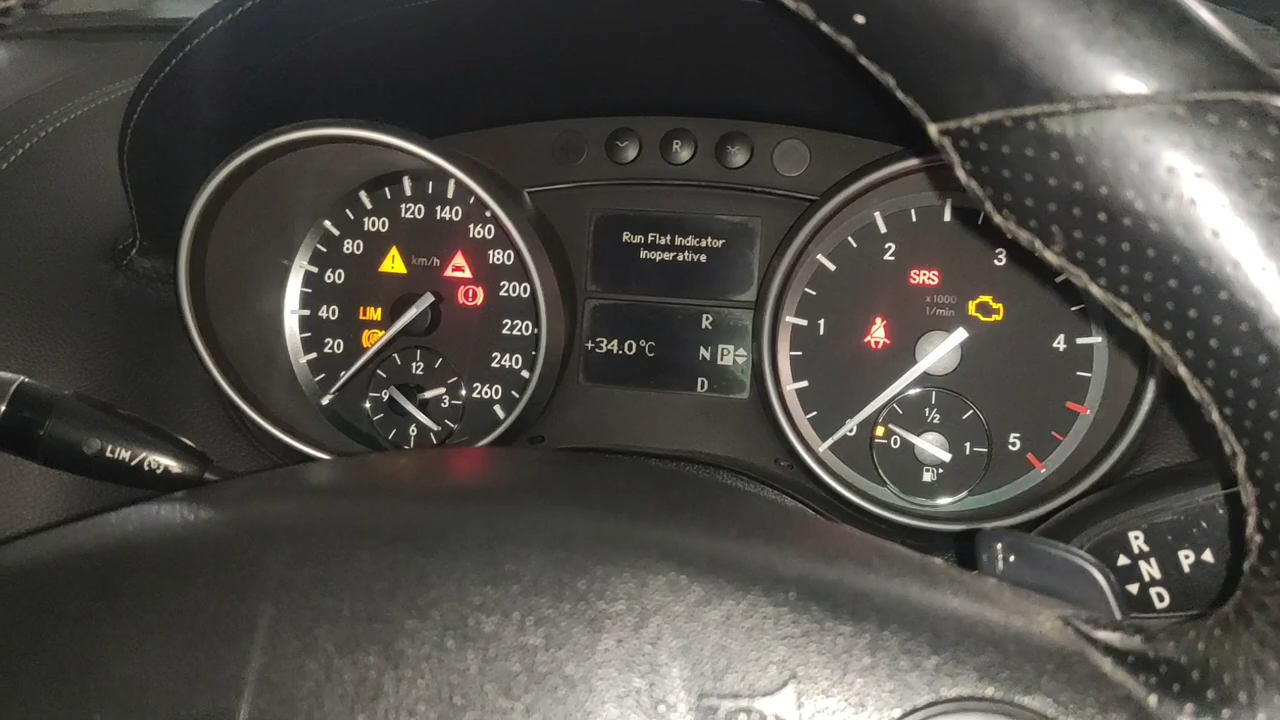 R
120 140
100
160
80
km/h
180
60
200
LIM
40
220
20
240
12
9
3
260
6
Run Flat Indicator
inoperative
R
+34.0°C
N P
D
2
3
SRS
x1000
1/min
1
4
1/2
0
1
5
LIM/
R
N
P
D